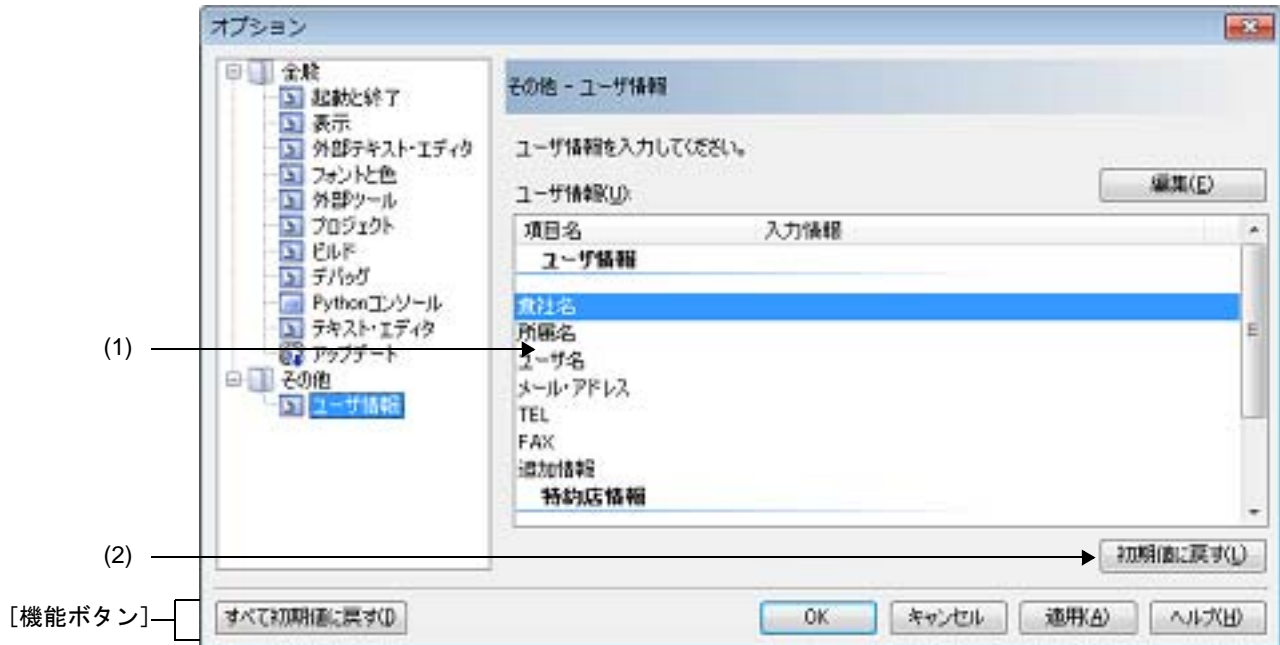 オプション
全般
起動と終了
表示
外部テキスト・エディタ
フォントと色
外部ツール
プロジェクト
ビルド
デバッグ
Pythonコンソール
テキスト・エディタ
アップデート
その他
ユーザ情報
その他 - ユーザ情報
ユーザ情報を入力してください。
ユーザ情報(U):
編集(E)
項目名 入力情報
ユーザ情報
会社名
所属名
ユーザ名
メール・アドレス
TEL
FAX
追加情報
特約店情報
初期値に戻す(L)
すべて初期値に戻す(I)
OK キャンセル 適用(A) ヘルプ(H)
(1)
(2)
[機能ボタン]